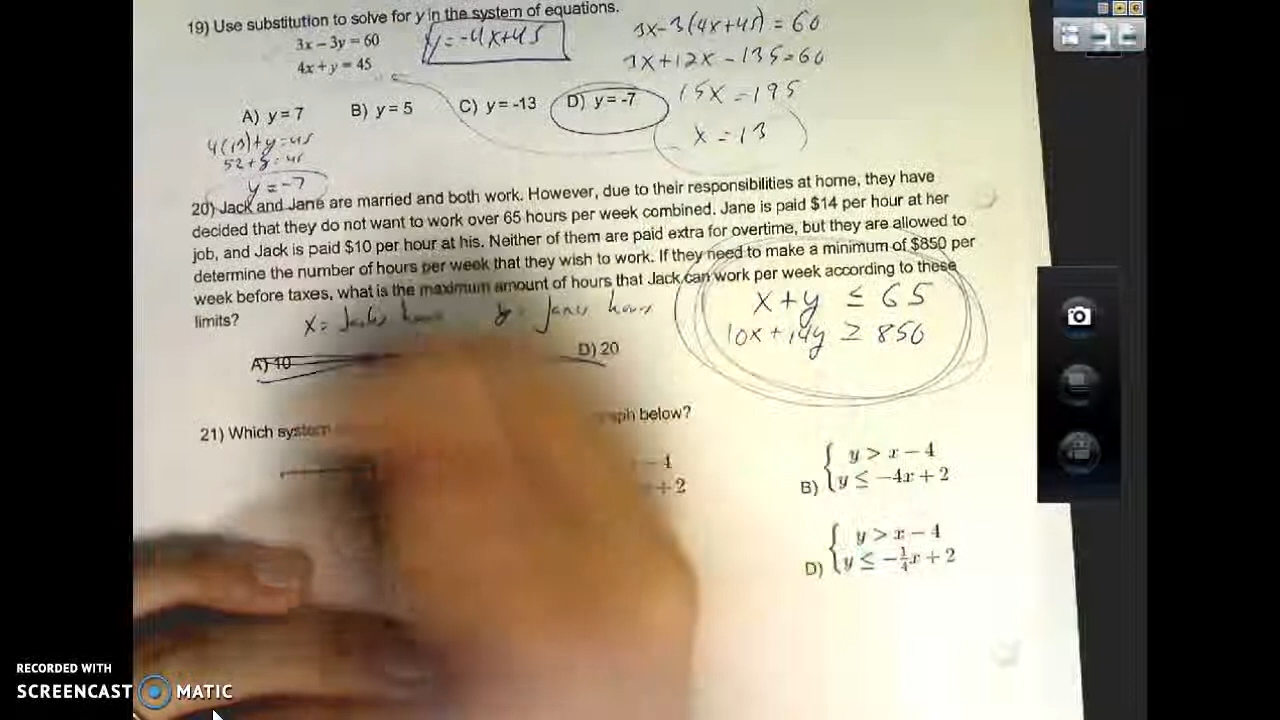 19) Use substitution to solve for y in the system of equations.
3x – 3y = 60
4x + y = 45
y = -4x+45
3x-3(4x+45) = 60
3x+12x-135=60
15x = 195
x = 13
A) y = 7 B) y = 5 C) y = -13 D) y = -7
4(13)+y=45
52+y=45
y = -7
20) Jack and Jane are married and both work. However, due to their responsibilities at home, they have
decided that they do not want to work over 65 hours per week combined. Jane is paid $14 per hour at her
job, and Jack is paid $10 per hour at his. Neither of them are paid extra for overtime, but they are allowed to
determine the number of hours per week that they wish to work. If they need to make a minimum of $850 per
week before taxes, what is the maximum amount of hours that Jack can work per week according to these
limits?
x = Jack's hours y = Jane's hours
x+y ≤ 65
10x+14y ≥ 850
A) 10 D) 20
21) Which system graph below?
– 4
+ 2
B) { y > x – 4
y ≤ –4x + 2
D) { y > x – 4
y ≤ –1/4x + 2
RECORDED WITH
SCREENCAST MATIC